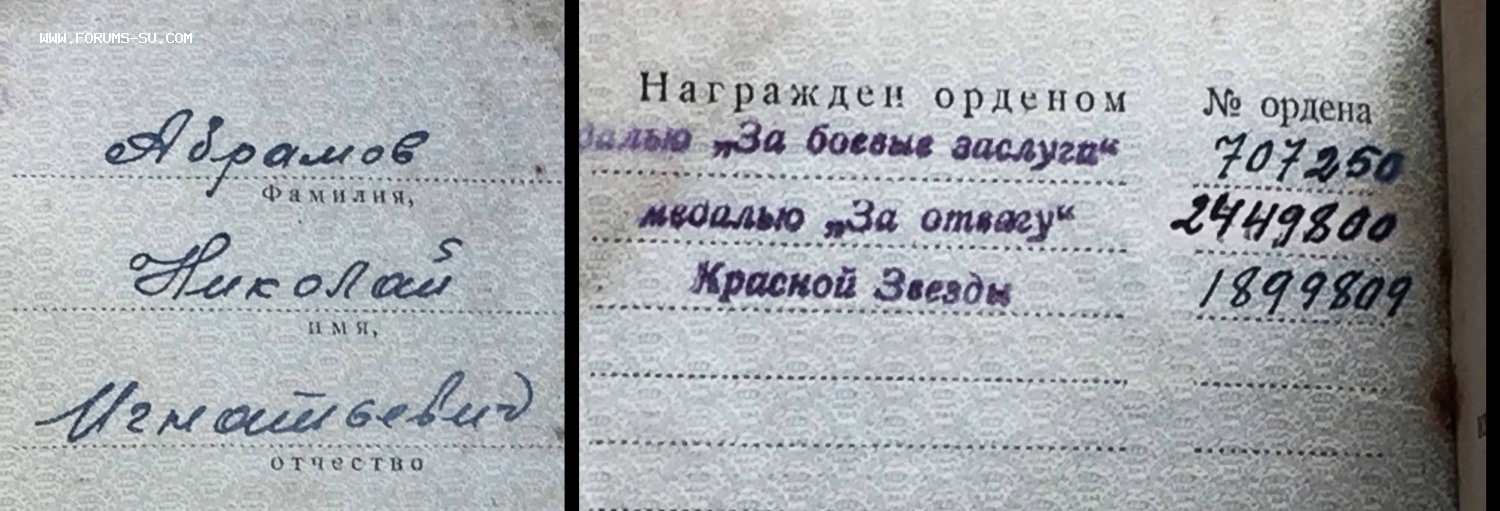 WWW.FORUMS-SU.COM
Абрамов
Фамилия,
Николай
имя,
Игнатьевич
отчество
Награжден орденом № ордена
далью „За боевые заслуги“ 707250
медалью „За отвагу“ 2449800
Красной Звезды 1899809